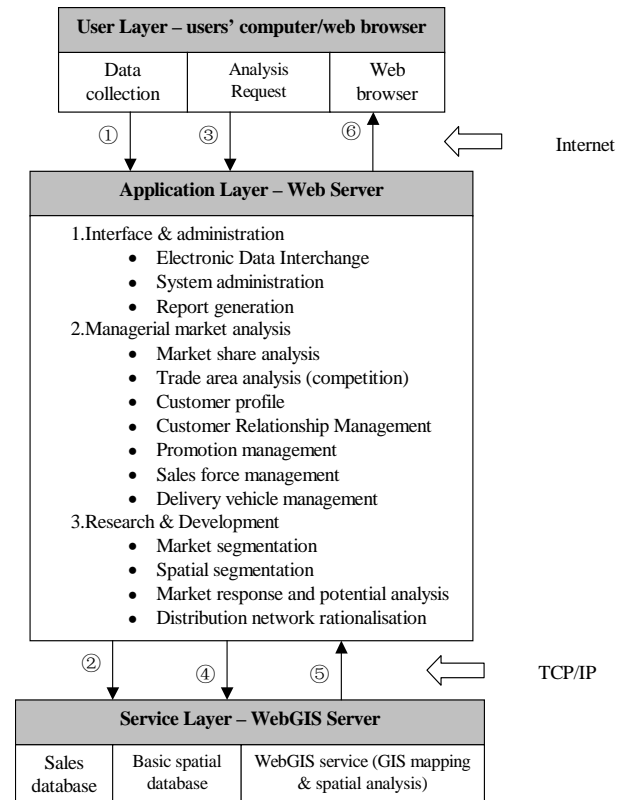 User Layer – users' computer/web browser
Data collection
Analysis Request
Web browser
①
③
⑥
Internet
Application Layer – Web Server
1.Interface & administration
• Electronic Data Interchange
• System administration
• Report generation
2.Managerial market analysis
• Market share analysis
• Trade area analysis (competition)
• Customer profile
• Customer Relationship Management
• Promotion management
• Sales force management
• Delivery vehicle management
3.Research & Development
• Market segmentation
• Spatial segmentation
• Market response and potential analysis
• Distribution network rationalisation
②
④
⑤
TCP/IP
Service Layer – WebGIS Server
Sales database
Basic spatial database
WebGIS service (GIS mapping & spatial analysis)